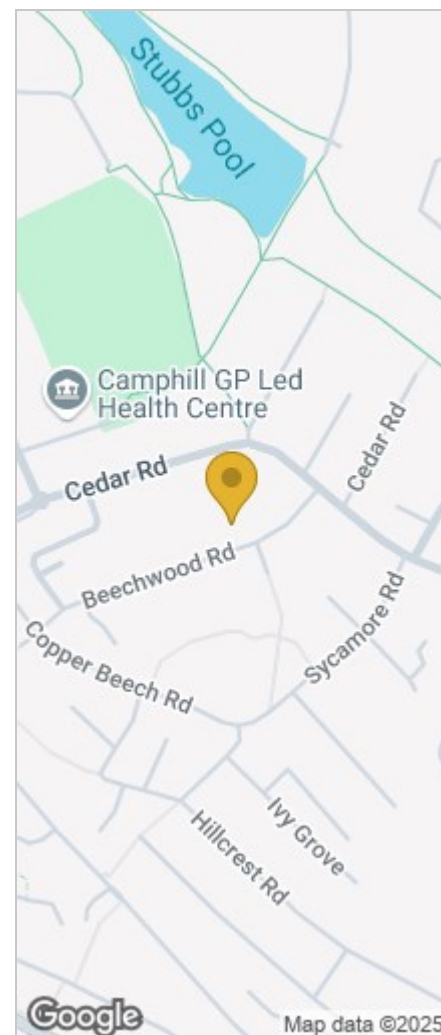 Stubbs Pool
Camphill GP Led
Health Centre
Cedar Rd
Cedar Rd
Beechwood Rd
Sycamore Rd
Copper Beech Rd
Ivy Grove
Hillcrest Rd
Google
Map data ©2025